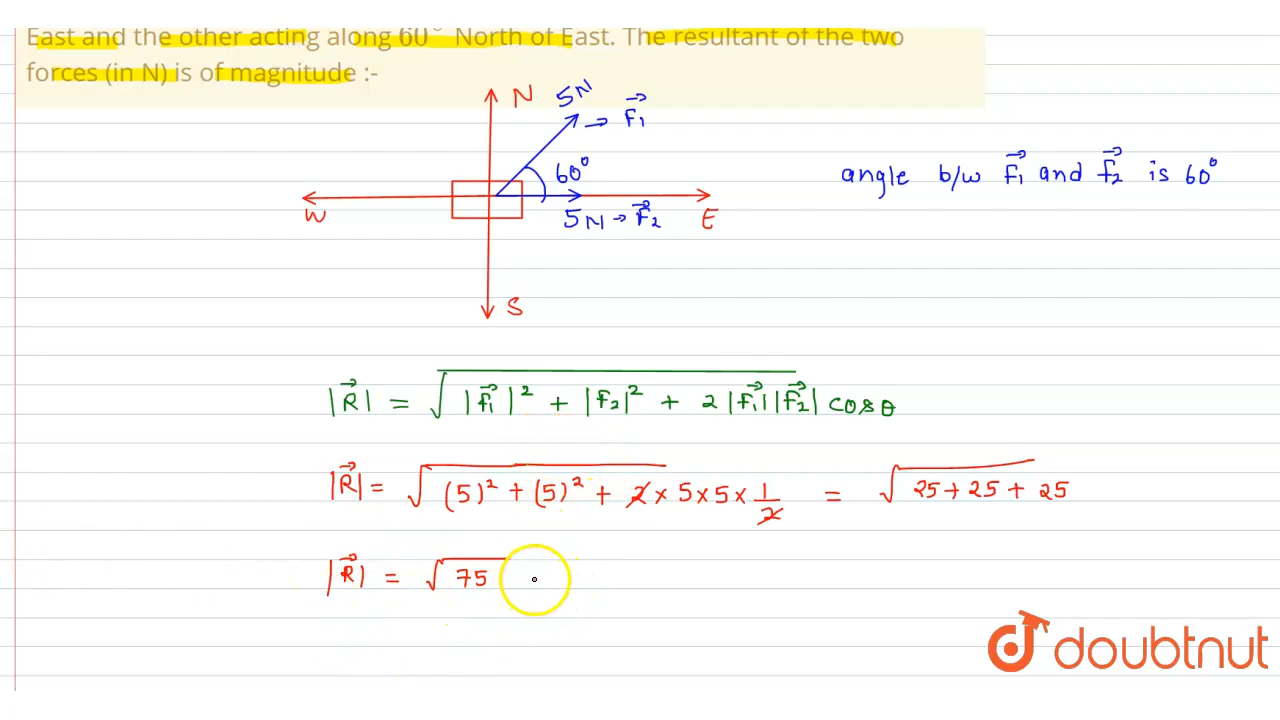 East and the other acting along 60° North of East. The resultant of the two
forces (in N) is of magnitude :-
N
5N
→ F⃗₁
60°
angle b/w F⃗₁ and F⃗₂ is 60°
W
5N → F⃗₂
E
S
|R⃗| = √|F⃗₁|² + |F₂|² + 2|F⃗₁||F⃗₂| cosθ
|R⃗| = √(5)² + (5)² + 2 × 5 × 5 × 1/2 = √25 + 25 + 25
|R⃗| = √75
doubtnut